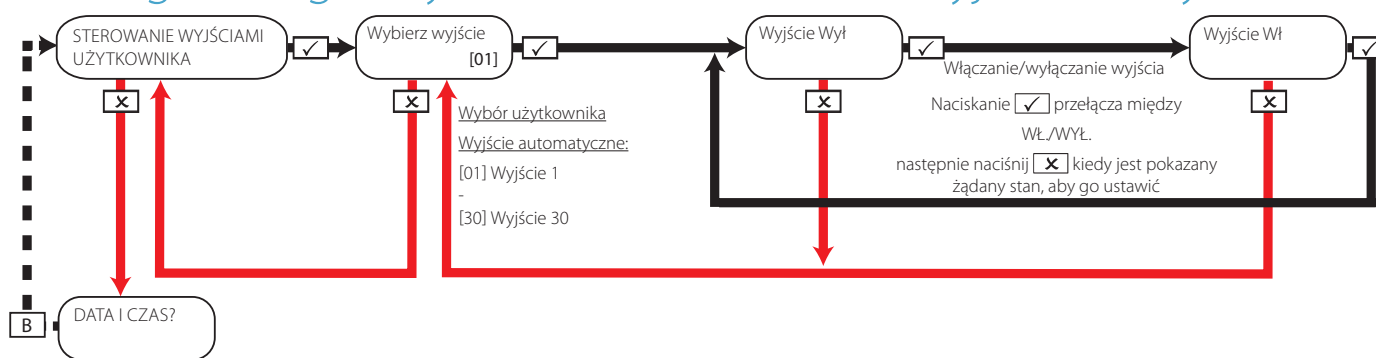 STEROWANIE WYJŚCIAMI
UŻYTKOWNIKA
✓
Wybierz wyjście
[01]
✓
Wyjście Wył
✓
Wyjście Wł
✓
Włączanie/wyłączanie wyjścia
Naciskanie ✓ przełącza między
WŁ./WYŁ.
następnie naciśnij ✗ kiedy jest pokazany
żądany stan, aby go ustawić
✗
✗
✗
✗
Wybór użytkownika
Wyjście automatyczne:
[01] Wyjście 1
-
[30] Wyjście 30
B
DATA I CZAS?